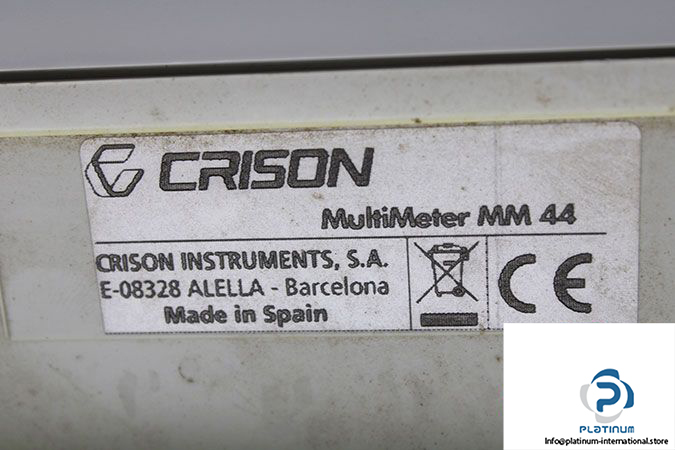 CRISON
MultiMeter MM 44
CRISON INSTRUMENTS, S.A.
E-08328 ALELLA - Barcelona
Made in Spain
CE
PLATINUM
Info@platinum-international.store